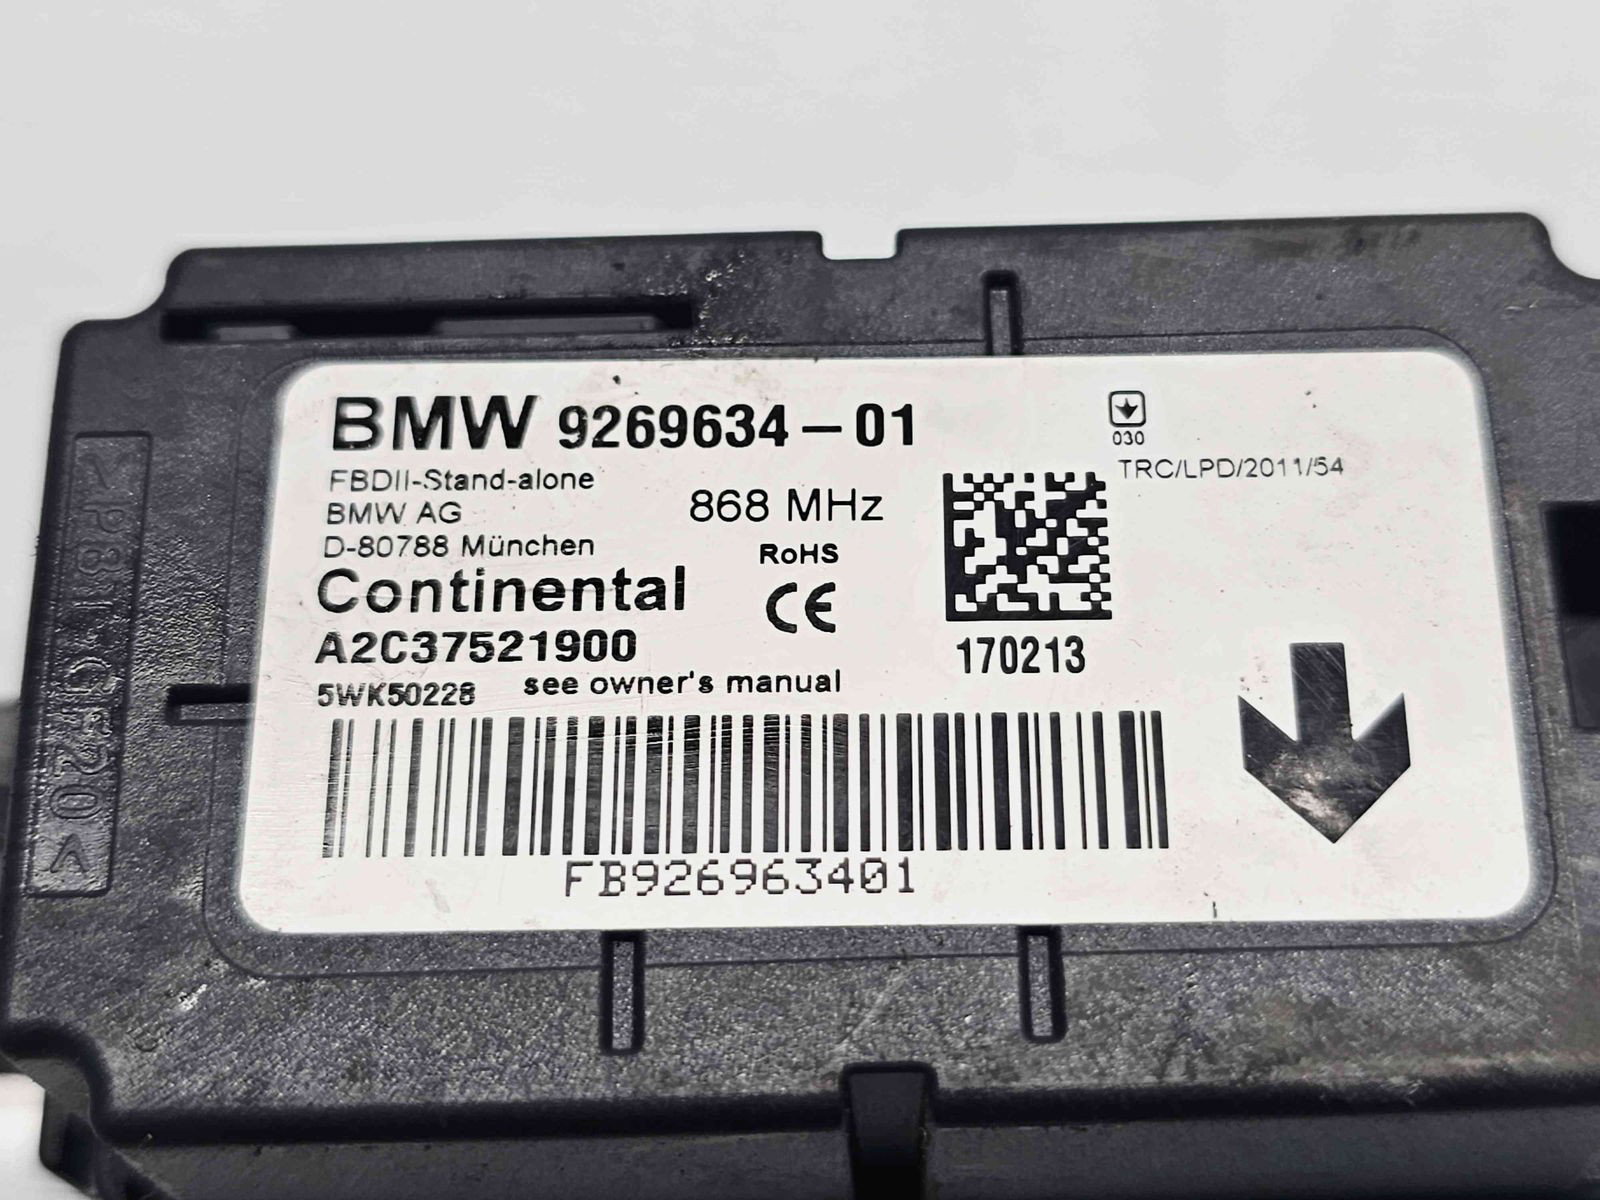 BMW 9269634-01
FBDII-Stand-alone
BMW AG
D-80788 München
868 MHz
RoHS
CE
Continental
A2C37521900
5WK50228
see owner's manual
030
TRC/LPD/2011/54
170213
FB926963401